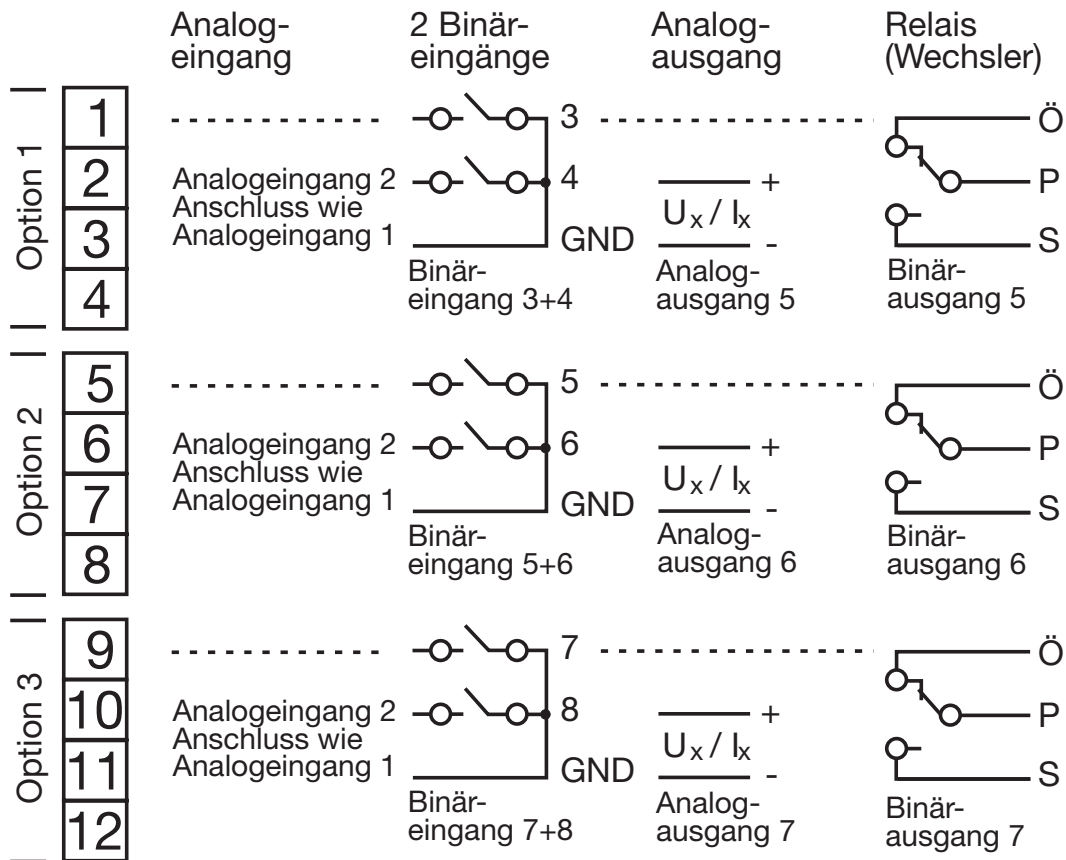 Analog-
eingang
2 Binär-
eingänge
Analog-
ausgang
Relais
(Wechsler)
Option 1
1
2
3
4
Analogeingang 2
Anschluss wie
Analogeingang 1
3
4
GND
Binär-
eingang 3+4
+
Ux / Ix
-
Analog-
ausgang 5
Ö
P
S
Binär-
ausgang 5
Option 2
5
6
7
8
Analogeingang 2
Anschluss wie
Analogeingang 1
5
6
GND
Binär-
eingang 5+6
+
Ux / Ix
-
Analog-
ausgang 6
Ö
P
S
Binär-
ausgang 6
Option 3
9
10
11
12
Analogeingang 2
Anschluss wie
Analogeingang 1
7
8
GND
Binär-
eingang 7+8
+
Ux / Ix
-
Analog-
ausgang 7
Ö
P
S
Binär-
ausgang 7